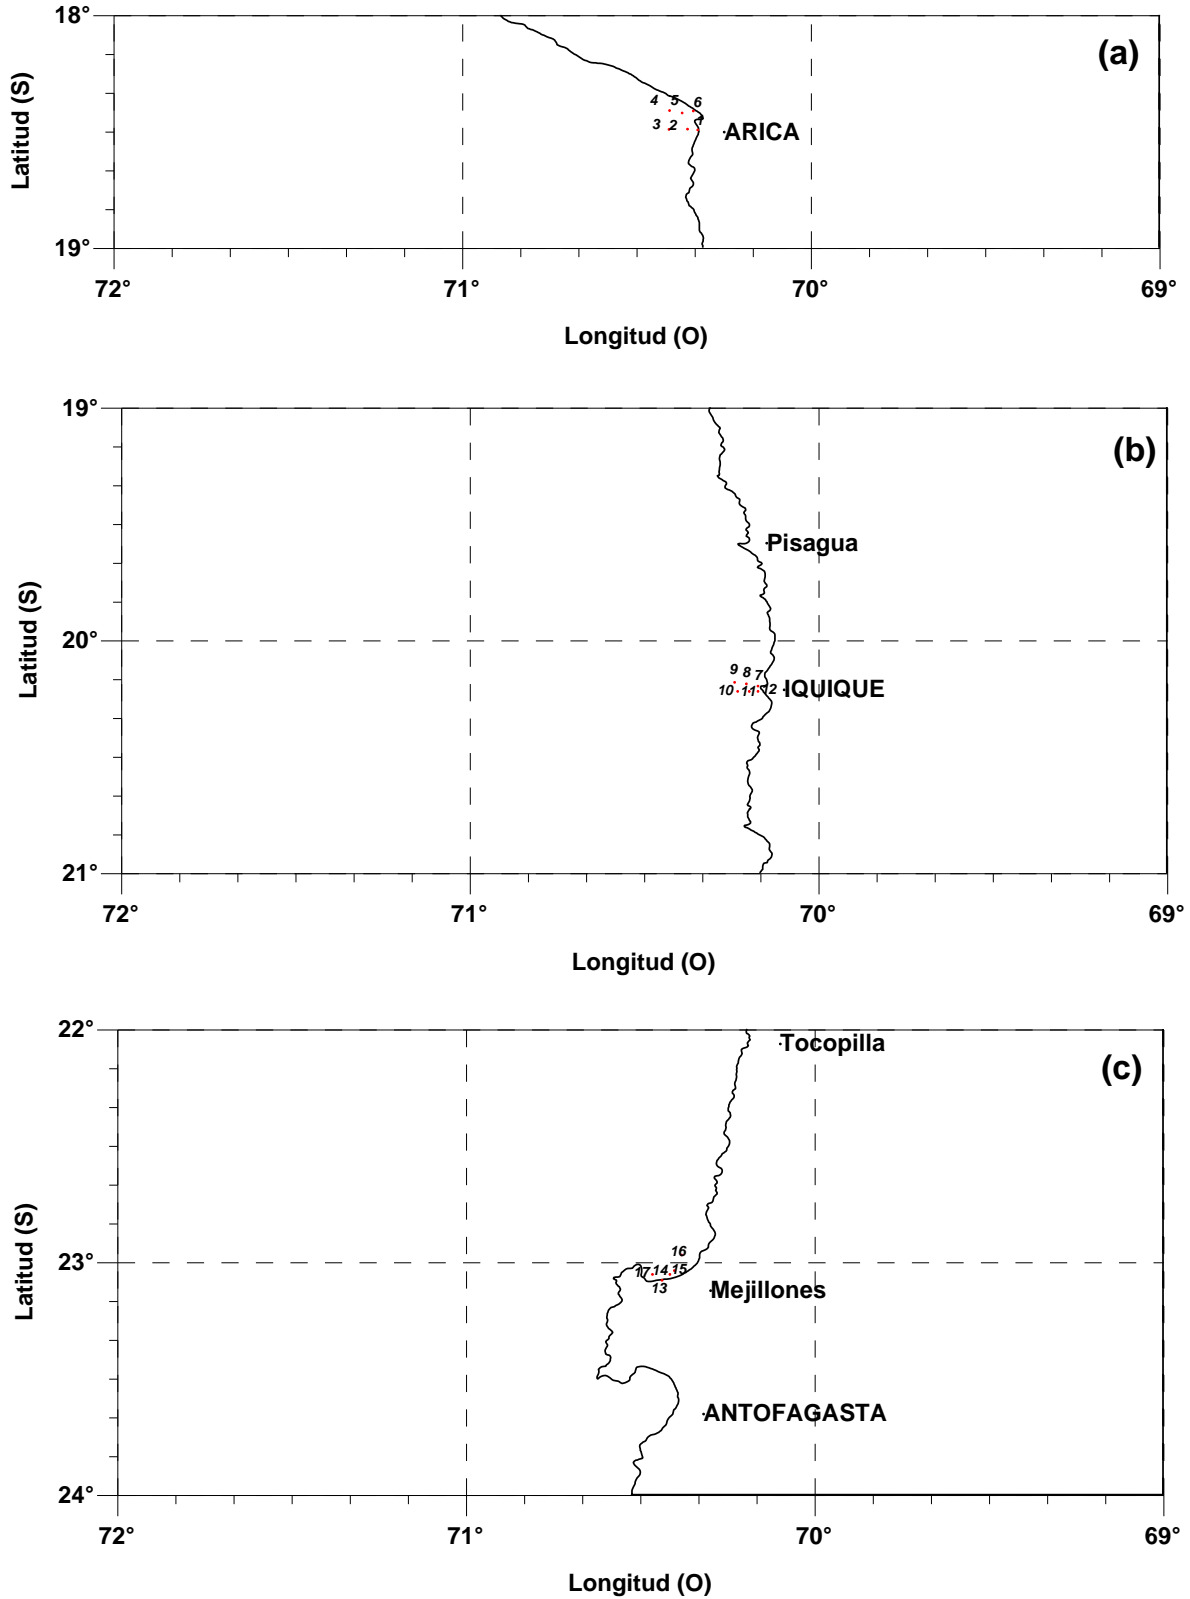 18°
(a)
Latitud (S)
4 5 6
3 2 1
ARICA
19°
72° 71° 70° 69°
Longitud (O)
19°
(b)
Pisagua
Latitud (S)
20°
9 8 7
10 11 12 IQUIQUE
21°
72° 71° 70° 69°
Longitud (O)
22°
Tocopilla
(c)
Latitud (S)
16
23°
17 14 15
13 Mejillones
ANTOFAGASTA
24°
72° 71° 70° 69°
Longitud (O)